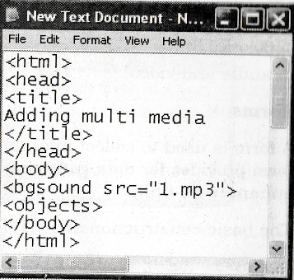 New Text Document - N...
File Edit Format View Help
<html>
<head>
<title>
Adding multi media
</title>
</head>
<body>
<bgsound src="1.mp3">
<objects>
</body>
</html>